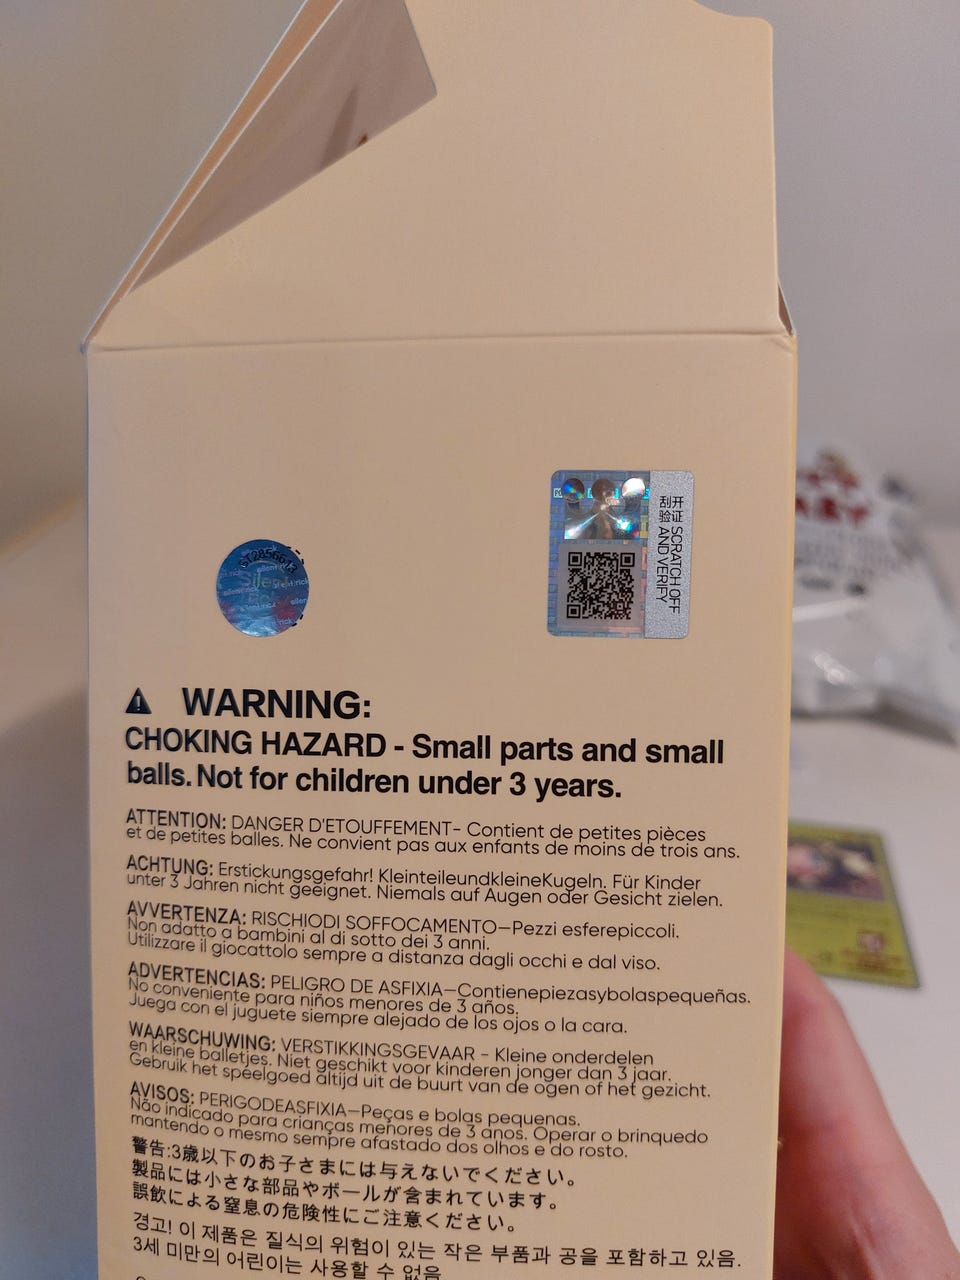 开证 SCRATCH OFF
刮验 AND VERIFY
WARNING:
CHOKING HAZARD - Small parts and small
balls. Not for children under 3 years.
ATTENTION: DANGER D'ETOUFFEMENT- Contient de petites pièces
et de petites balles. Ne convient pas aux enfants de moins de trois ans.
ACHTUNG: Erstickungsgefahr! KleinteileundkleineKugeln. Für Kinder
unter 3 Jahren nicht geeignet. Niemals auf Augen oder Gesicht zielen.
AVVERTENZA: RISCHIODI SOFFOCAMENTO—Pezzi esferepiccoli.
Non adatto a bambini al di sotto dei 3 anni.
Utilizzare il giocattolo sempre a distanza dagli occhi e dal viso.
ADVERTENCIAS: PELIGRO DE ASFIXIA—Contienepiezasybolaspequeñas.
No conveniente para niños menores de 3 años.
Juega con el juguete siempre alejado de los ojos o la cara.
WAARSCHUWING: VERSTIKKINGSGEVAAR - Kleine onderdelen
en kleine balletjes. Niet geschikt voor kinderen jonger dan 3 jaar.
Gebruik het speelgoed altijd uit de buurt van de ogen of het gezicht.
AVISOS: PERIGODEASFIXIA—Peças e bolas pequenas.
Não indicado para crianças menores de 3 anos. Operar o brinquedo
mantendo o mesmo sempre afastado dos olhos e do rosto.
警告:3歳以下のお子さまには与えないでください。
製品には小さな部品やボールが含まれています。
誤飲による窒息の危険性にご注意ください。
경고! 이 제품은 질식의 위험이 있는 작은 부품과 공을 포함하고 있음.
3세 미만의 어린이는 사용할 수 없음